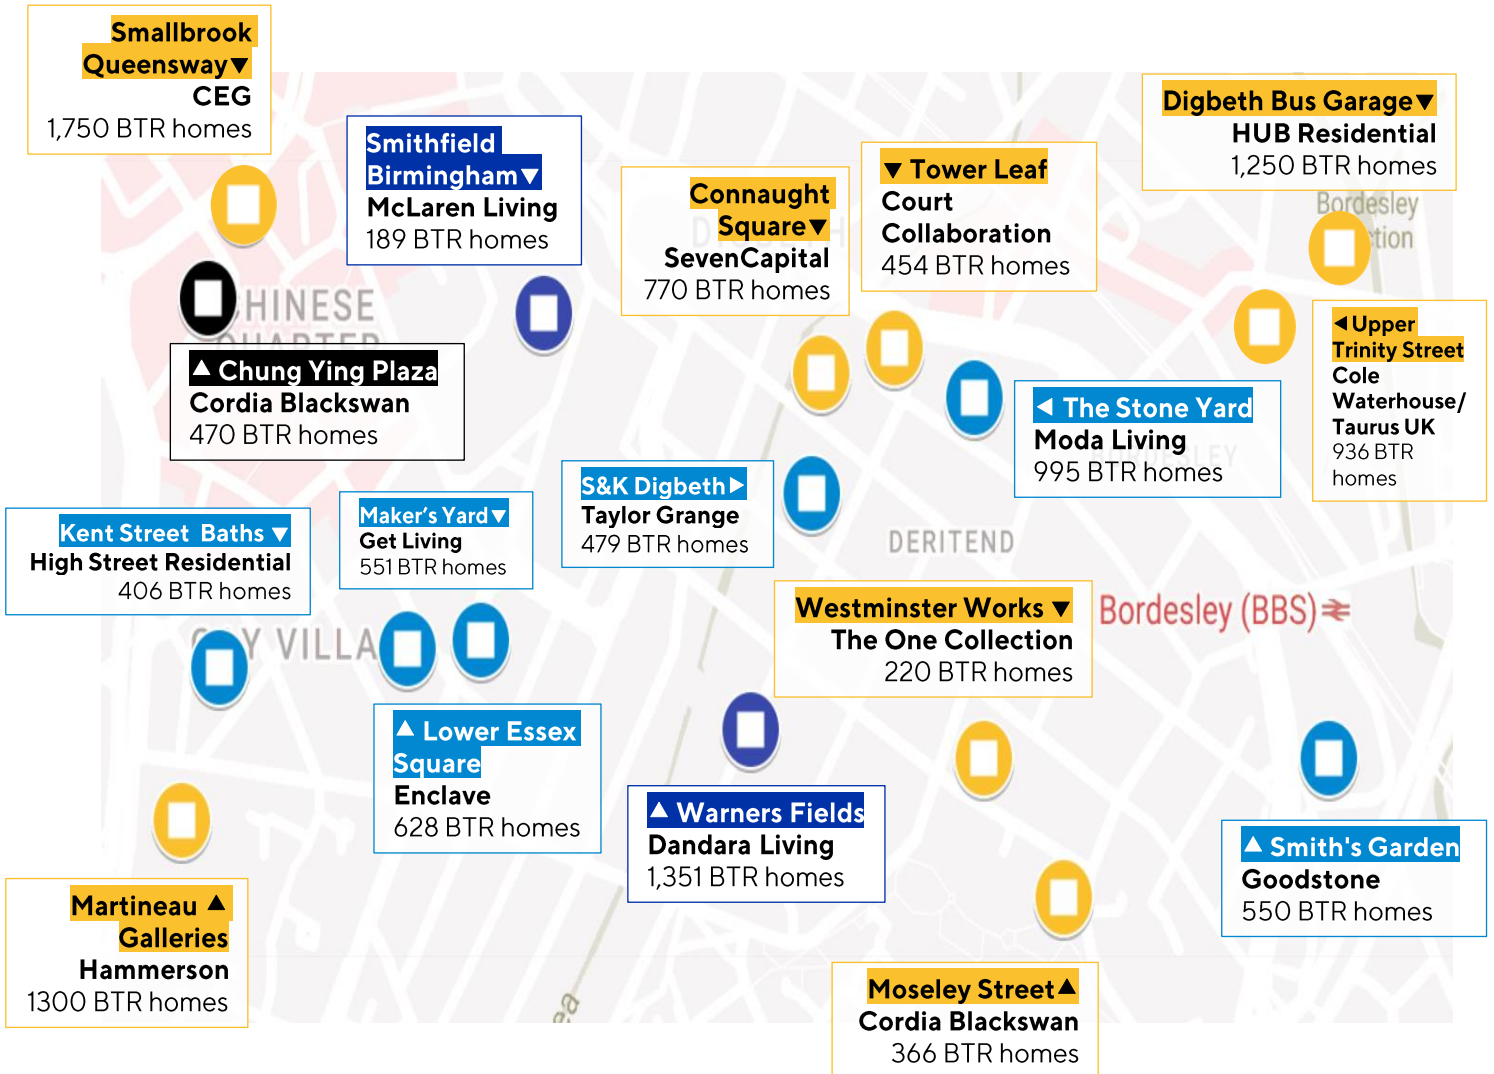 Smallbrook
Queensway▼
CEG
1,750 BTR homes
Smithfield
Birmingham▼
McLaren Living
189 BTR homes
Connaught
Square▼
SevenCapital
770 BTR homes
▼ Tower Leaf
Court
Collaboration
454 BTR homes
Digbeth Bus Garage▼
HUB Residential
1,250 BTR homes
Bordesley
◀Upper
Trinity Street
Cole
Waterhouse/
Taurus UK
936 BTR
homes
CHINESE
QUARTER
▲ Chung Ying Plaza
Cordia Blackswan
470 BTR homes
◀ The Stone Yard
Moda Living
995 BTR homes
BORDESLEY
S&K Digbeth▶
Taylor Grange
479 BTR homes
Maker's Yard▼
Get Living
551 BTR homes
Kent Street Baths ▼
High Street Residential
406 BTR homes
DERITEND
Westminster Works ▼
The One Collection
220 BTR homes
Bordesley (BBS)
▲ Lower Essex
Square
Enclave
628 BTR homes
▲ Warners Fields
Dandara Living
1,351 BTR homes
▲ Smith's Garden
Goodstone
550 BTR homes
Martineau ▲
Galleries
Hammerson
1300 BTR homes
Moseley Street▲
Cordia Blackswan
366 BTR homes